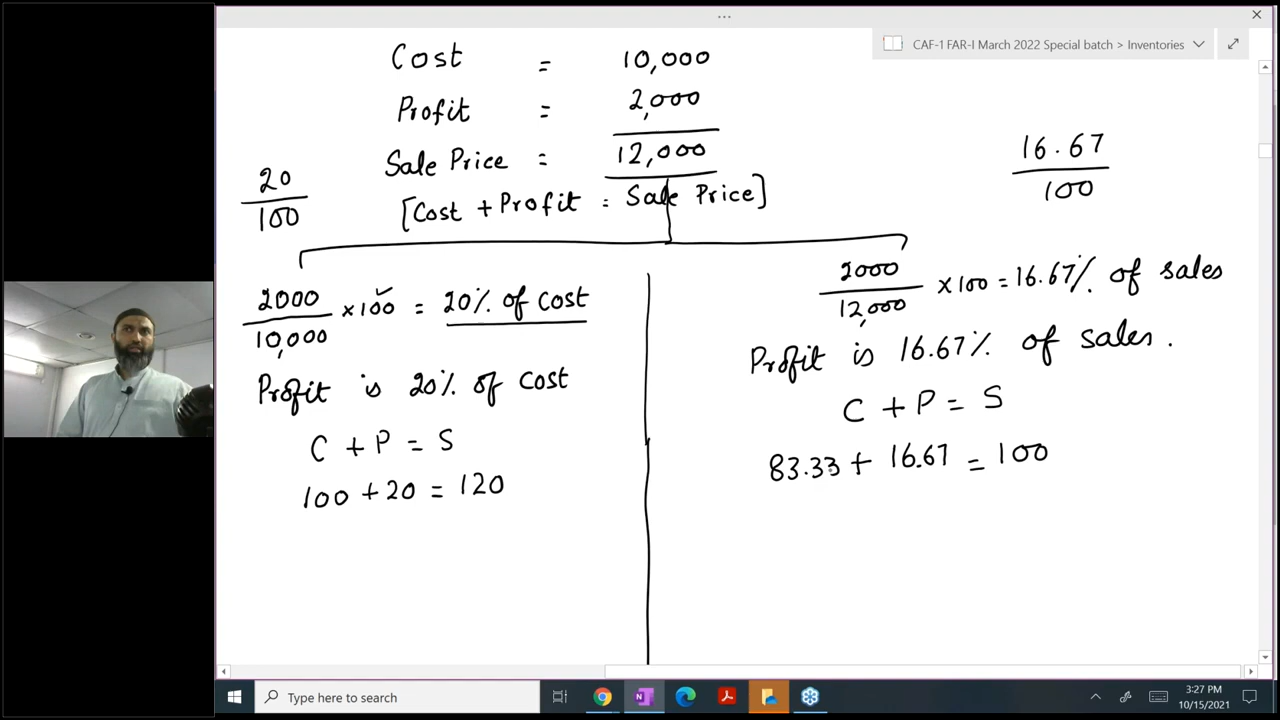 CAF-1 FAR-I March 2022 Special batch > Inventories
Cost = 10,000
Profit = 2,000
Sale Price = 12,000
[Cost + Profit = Sale Price]
20
100
16.67
100
2000
10,000
×100 = 20% of cost
Profit is 20% of cost
C + P = S
100 + 20 = 120
2000
12,000
×100 = 16.67% of sales
Profit is 16.67% of sales.
C + P = S
83.33 + 16.67 = 100
Type here to search
3:27 PM
10/15/2021